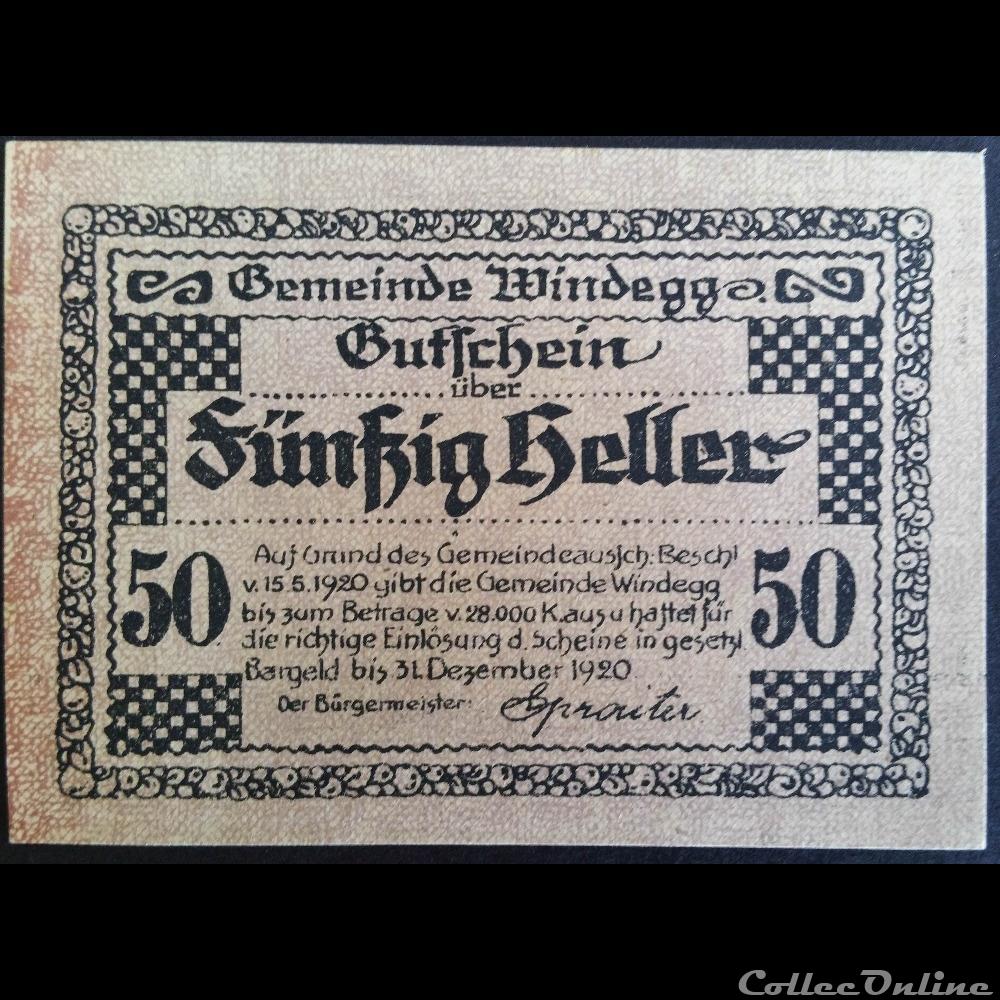 Gemeinde Windegg.
Gutschein
über
Fünfzig Heller
50
50
Auf Grund des Gemeindeaussch: Beschl
v. 15 5. 1920 gibt die Gemeinde Windegg
bis zum Betrage v. 28.000 K. aus u haftet für
die richtige Einlösung d. Scheine in gesetzl.
Bargeld bis 31. Dezember 1920.
Der Bürgermeister:
CollecOnline